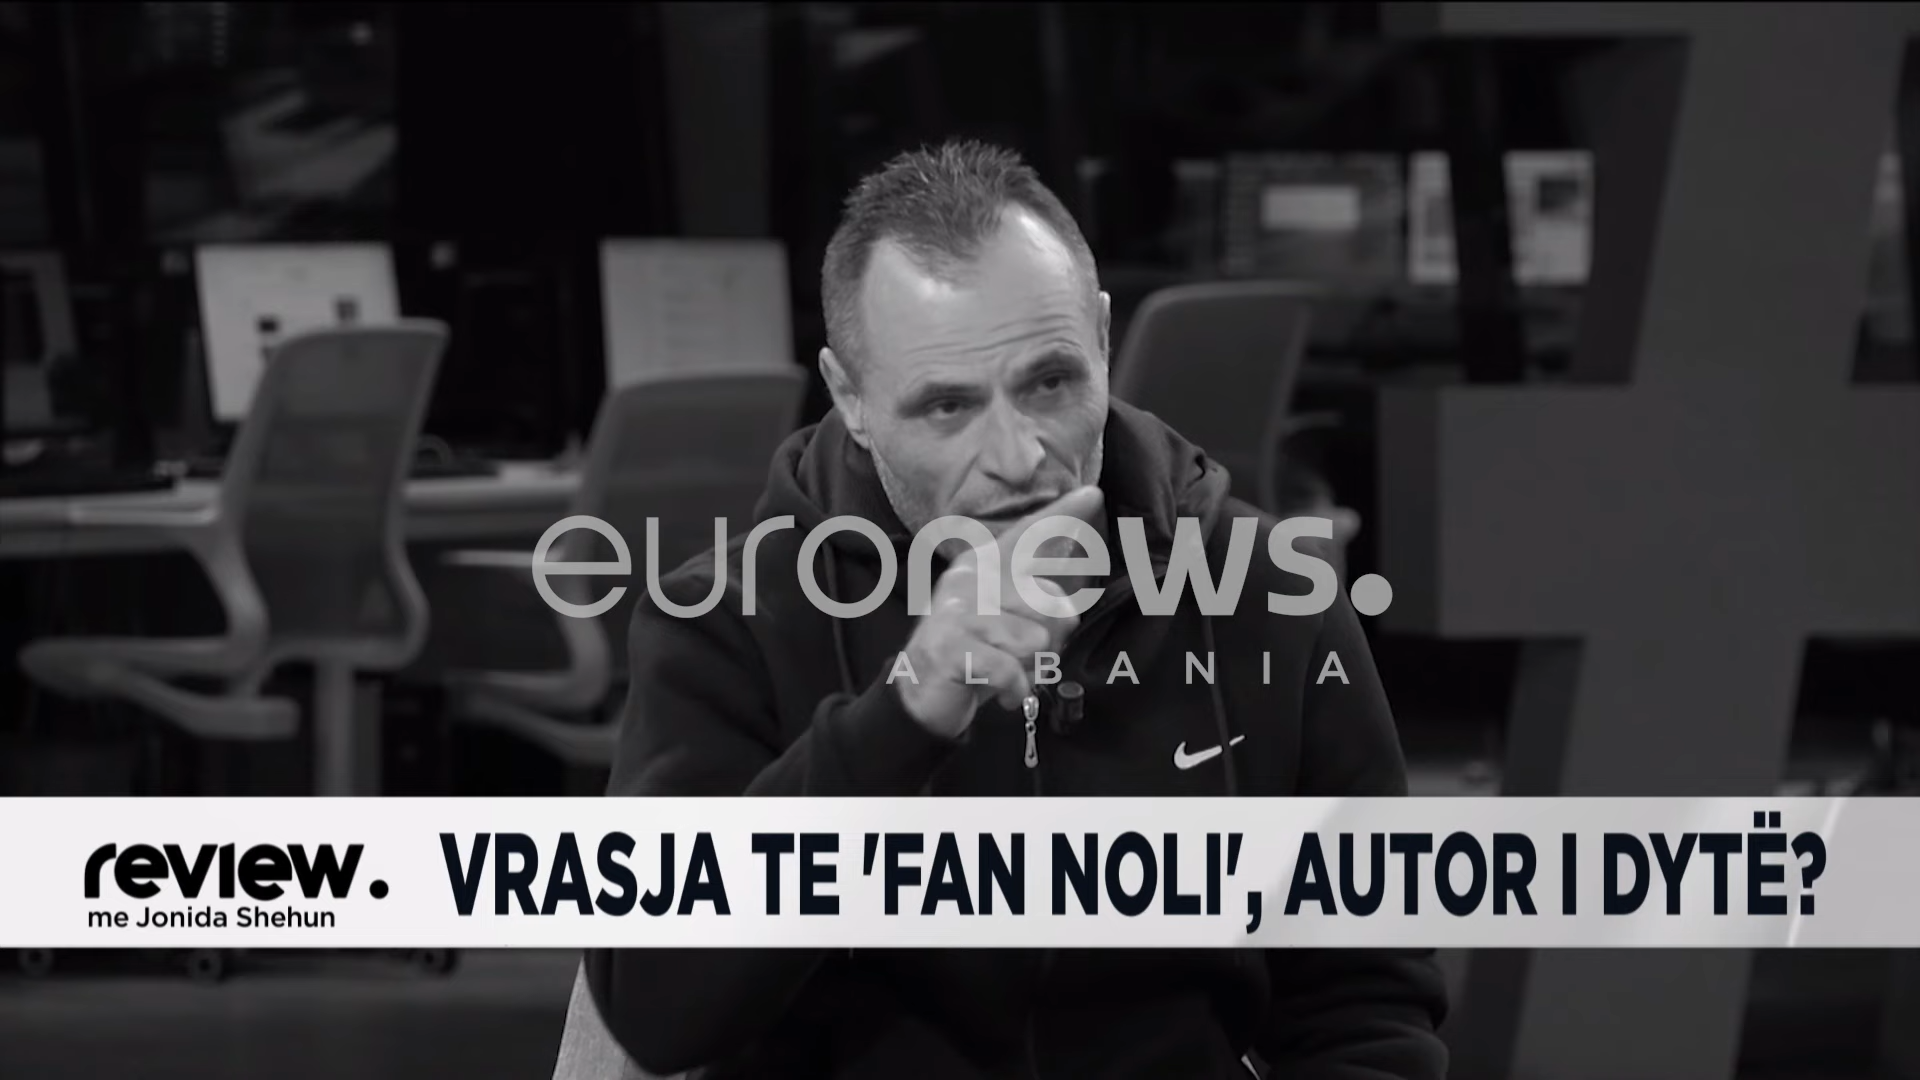 euronews.
ALBANIA
review.
me Jonida Shehun
VRASJA TE 'FAN NOLI', AUTOR I DYTË?